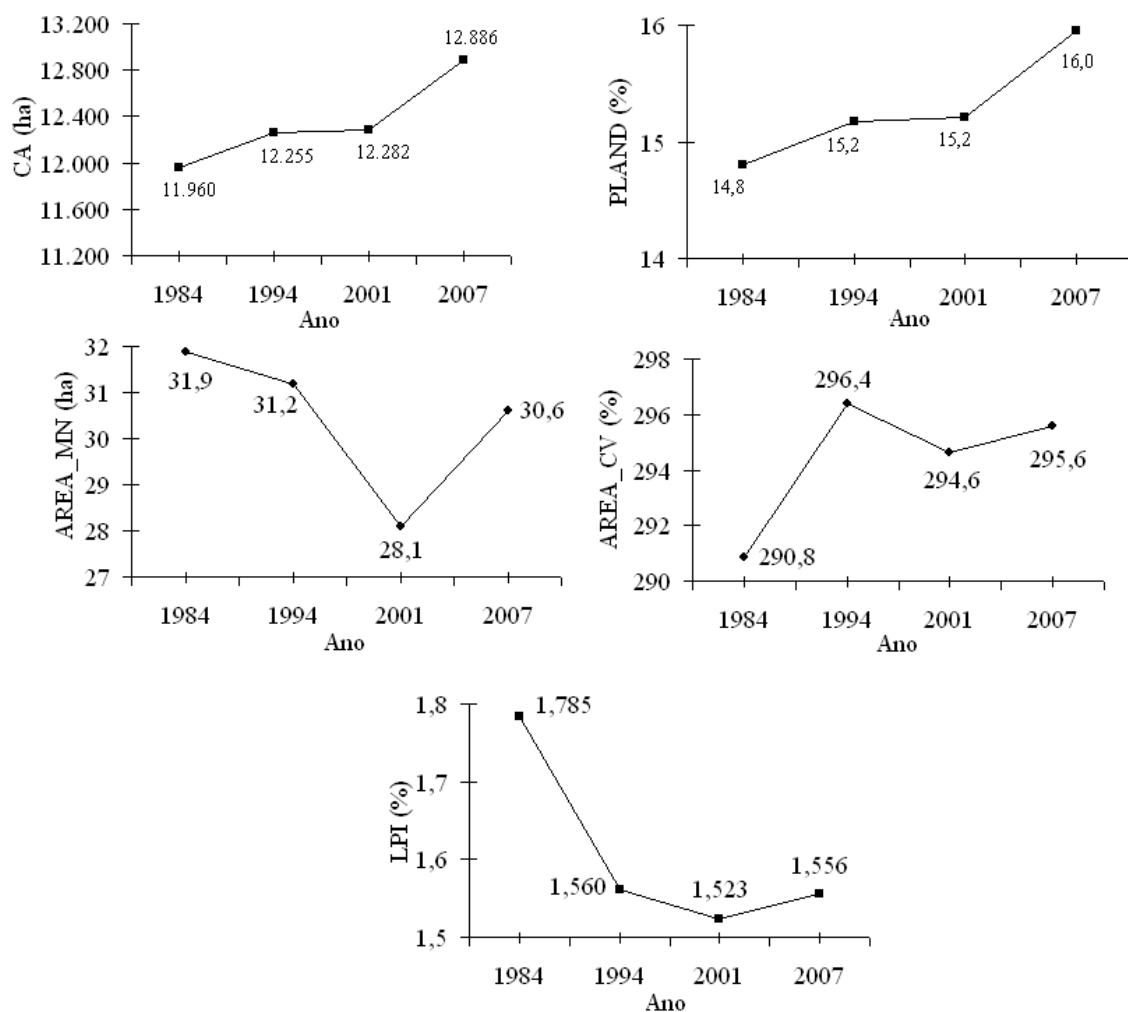 CA (ha)
13.200
12.800
12.400
12.000
11.600
11.200
12.886
12.255
12.282
11.960
1984 1994 2001 2007
Ano
PLAND (%)
16
15
14
16,0
15,2
15,2
14,8
1984 1994 2001 2007
Ano
AREA_MN (ha)
32
31
30
29
28
27
31,9
31,2
30,6
28,1
1984 1994 2001 2007
Ano
AREA_CV (%)
298
296
294
292
290
296,4
295,6
294,6
290,8
1984 1994 2001 2007
Ano
LPI (%)
1,8
1,7
1,6
1,5
1,785
1,560
1,523
1,556
1984 1994 2001 2007
Ano